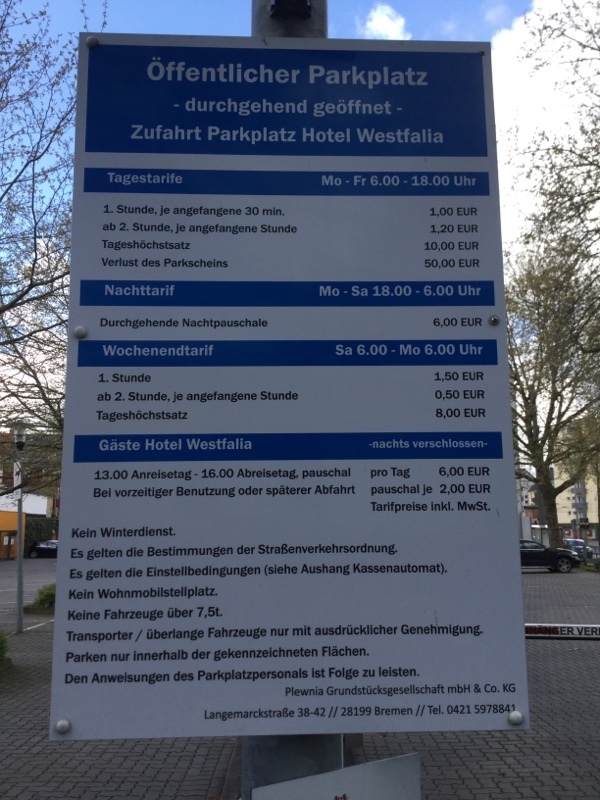 Öffentlicher Parkplatz
- durchgehend geöffnet -
Zufahrt Parkplatz Hotel Westfalia
Tagestarife Mo - Fr 6.00 - 18.00 Uhr
1. Stunde, je angefangene 30 min. 1,00 EUR
ab 2. Stunde, je angefangene Stunde 1,20 EUR
Tageshöchstsatz 10,00 EUR
Verlust des Parkscheins 50,00 EUR
Nachttarif Mo - Sa 18.00 - 6.00 Uhr
Durchgehende Nachtpauschale 6,00 EUR
Wochenendtarif Sa 6.00 - Mo 6.00 Uhr
1. Stunde 1,50 EUR
ab 2. Stunde, je angefangene Stunde 0,50 EUR
Tageshöchstsatz 8,00 EUR
Gäste Hotel Westfalia -nachts verschlossen-
13.00 Anreisetag - 16.00 Abreisetag, pauschal pro Tag 6,00 EUR
Bei vorzeitiger Benutzung oder späterer Abfahrt pauschal je 2,00 EUR
Tarifpreise inkl. MwSt.
Kein Winterdienst.
Es gelten die Bestimmungen der Straßenverkehrsordnung.
Es gelten die Einstellbedingungen (siehe Aushang Kassenautomat).
Kein Wohnmobilstellplatz.
Keine Fahrzeuge über 7,5t.
Transporter / überlange Fahrzeuge nur mit ausdrücklicher Genehmigung.
Parken nur innerhalb der gekennzeichneten Flächen.
Den Anweisungen des Parkplatzpersonals ist Folge zu leisten.
Plewnia Grundstücksgesellschaft mbH & Co. KG
Langemarckstraße 38-42 // 28199 Bremen // Tel. 0421 5978841